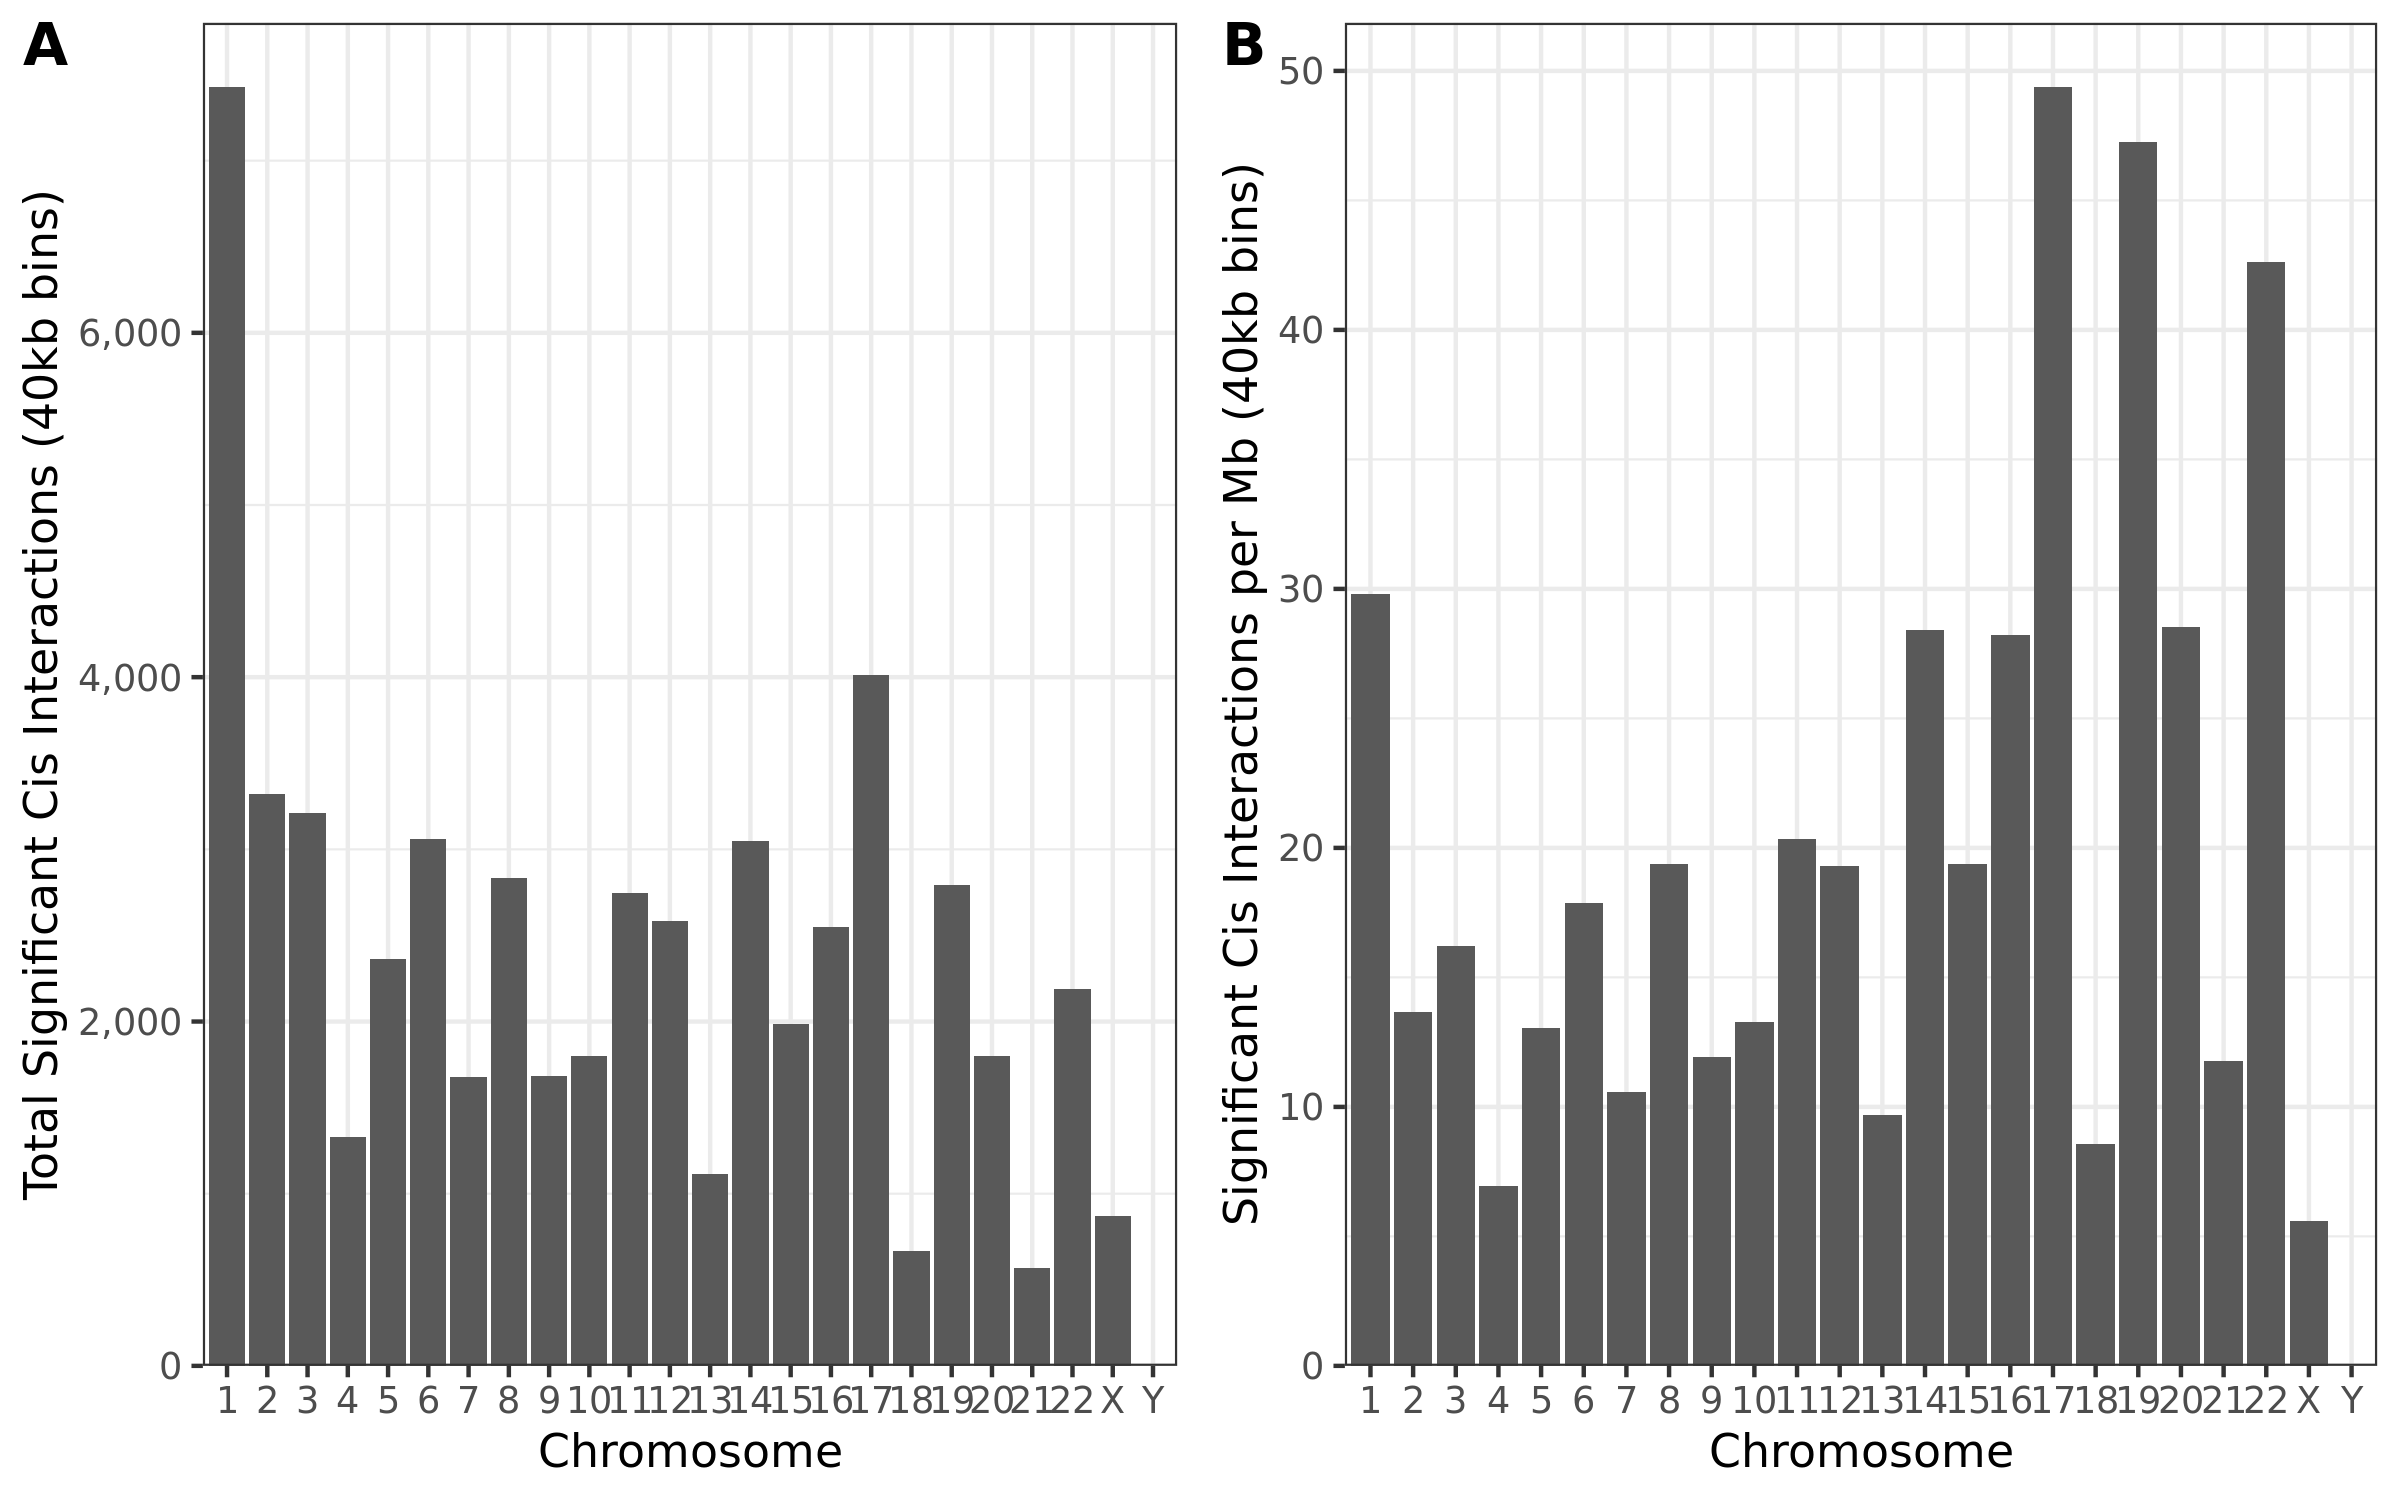 A
Total Significant Cis Interactions (40kb bins)
6,000
4,000
2,000
0
1 2 3 4 5 6 7 8 9 10 11 12 13 14 15 16 17 18 19 20 21 22 X Y
Chromosome
B
Significant Cis Interactions per Mb (40kb bins)
50
40
30
20
10
0
1 2 3 4 5 6 7 8 9 10 11 12 13 14 15 16 17 18 19 20 21 22 X Y
Chromosome